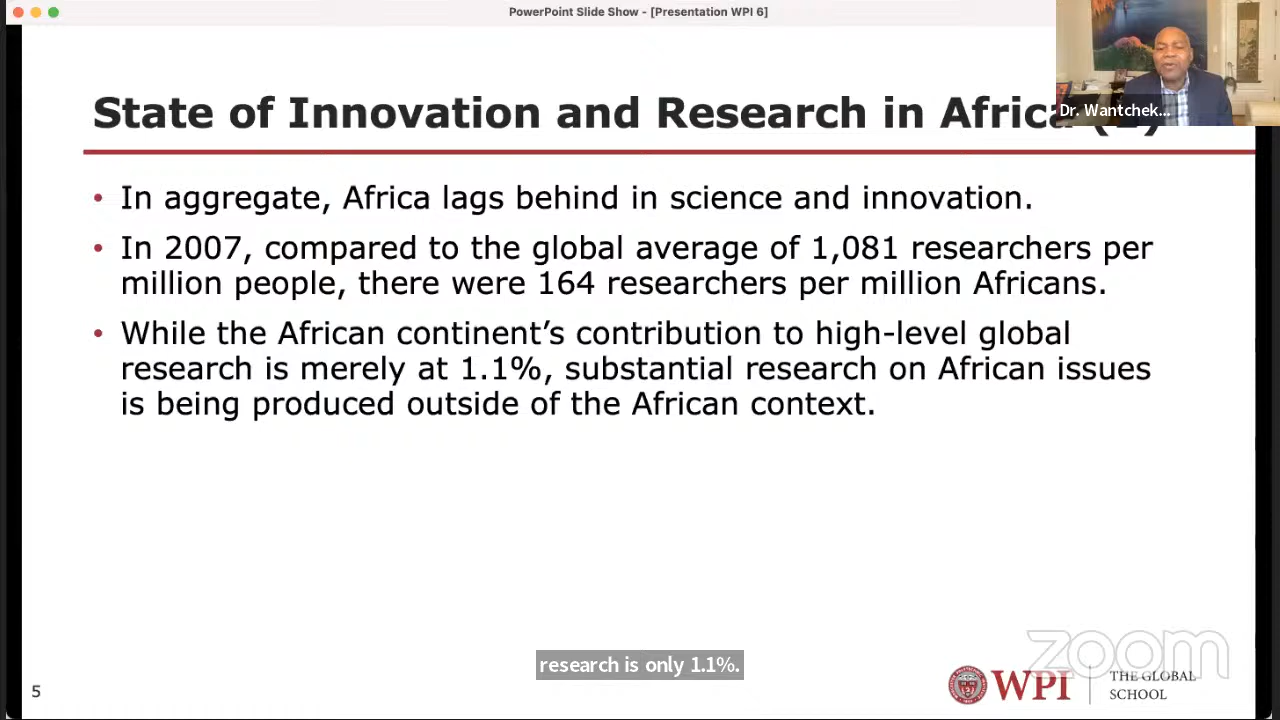 PowerPoint Slide Show - [Presentation WPI 6]
Dr. Wantchek...
State of Innovation and Research in Africa
• In aggregate, Africa lags behind in science and innovation.
• In 2007, compared to the global average of 1,081 researchers per
million people, there were 164 researchers per million Africans.
• While the African continent’s contribution to high-level global
research is merely at 1.1%, substantial research on African issues
is being produced outside of the African context.
research is only 1.1%.
zoom
5
WPI
THE GLOBAL
SCHOOL